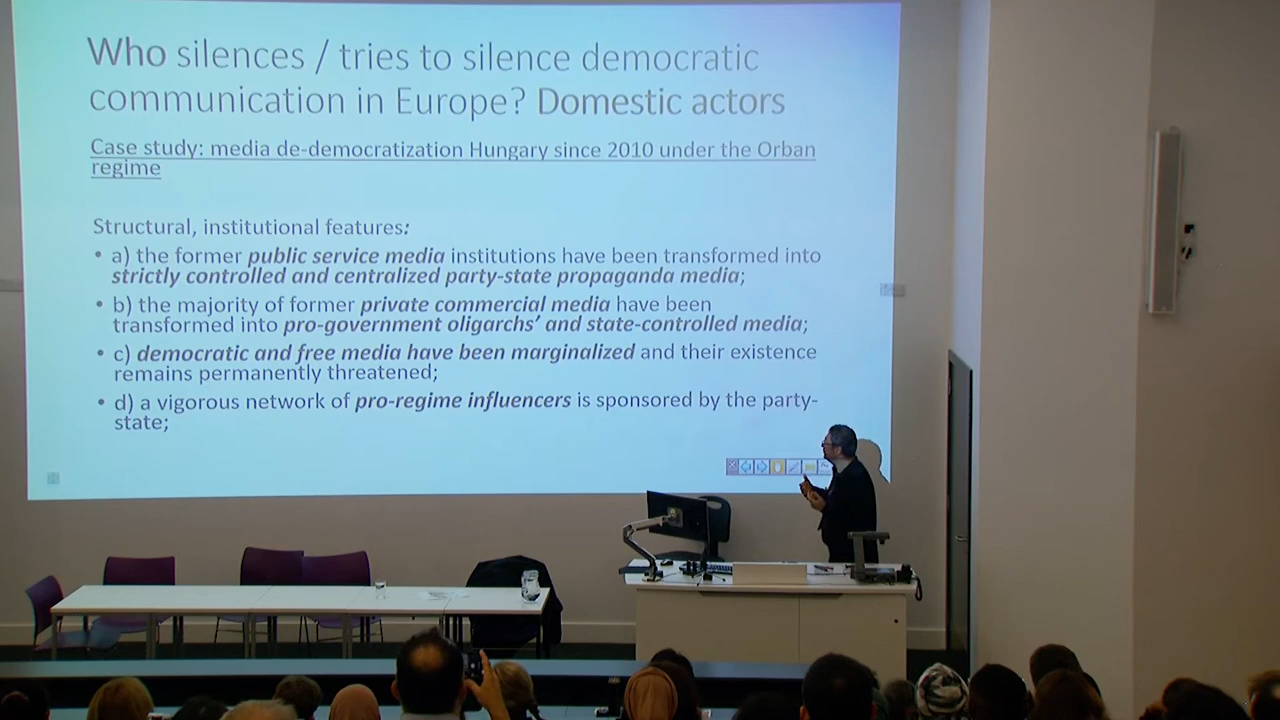 Who silences / tries to silence democratic
communication in Europe? Domestic actors
Case study: media de-democratization Hungary since 2010 under the Orban
regime
Structural, institutional features:
• a) the former public service media institutions have been transformed into
strictly controlled and centralized party-state propaganda media;
• b) the majority of former private commercial media have been
transformed into pro-government oligarchs’ and state-controlled media;
• c) democratic and free media have been marginalized and their existence
remains permanently threatened;
• d) a vigorous network of pro-regime influencers is sponsored by the party-
state;